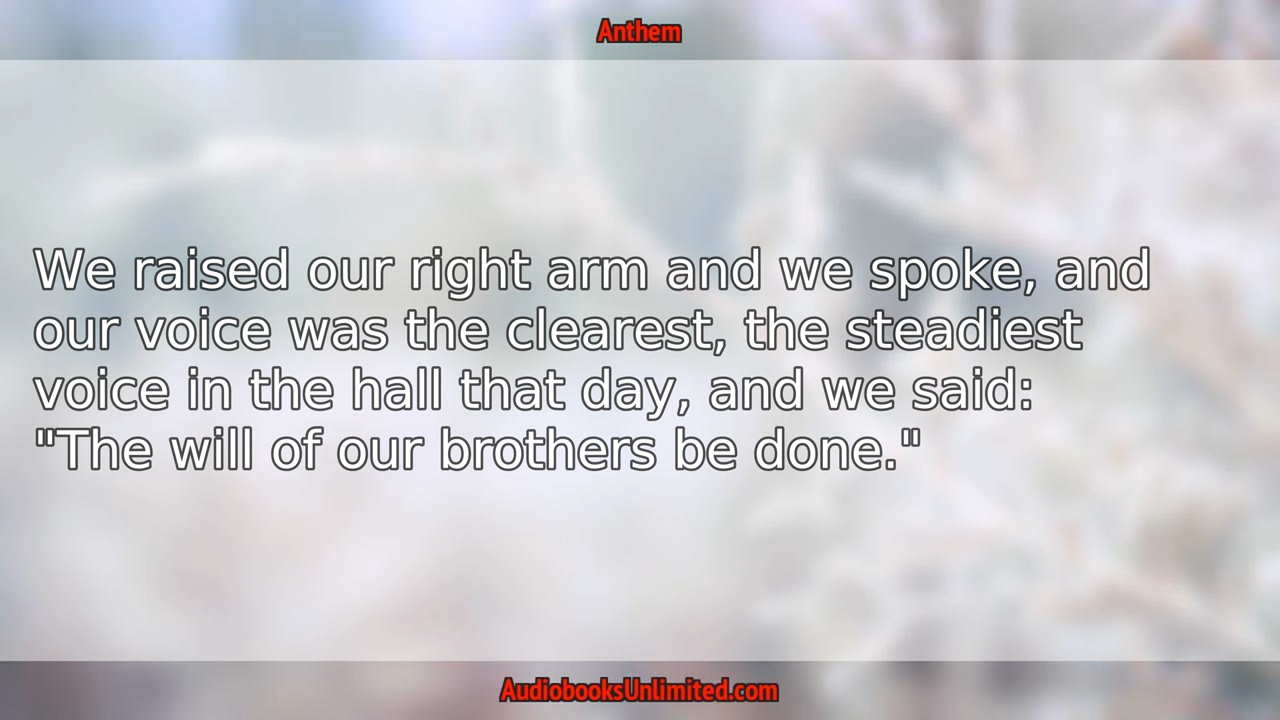 Anthem
We raised our right arm and we spoke, and
our voice was the clearest, the steadiest
voice in the hall that day, and we said:
"The will of our brothers be done."
AudiobooksUnlimited.com